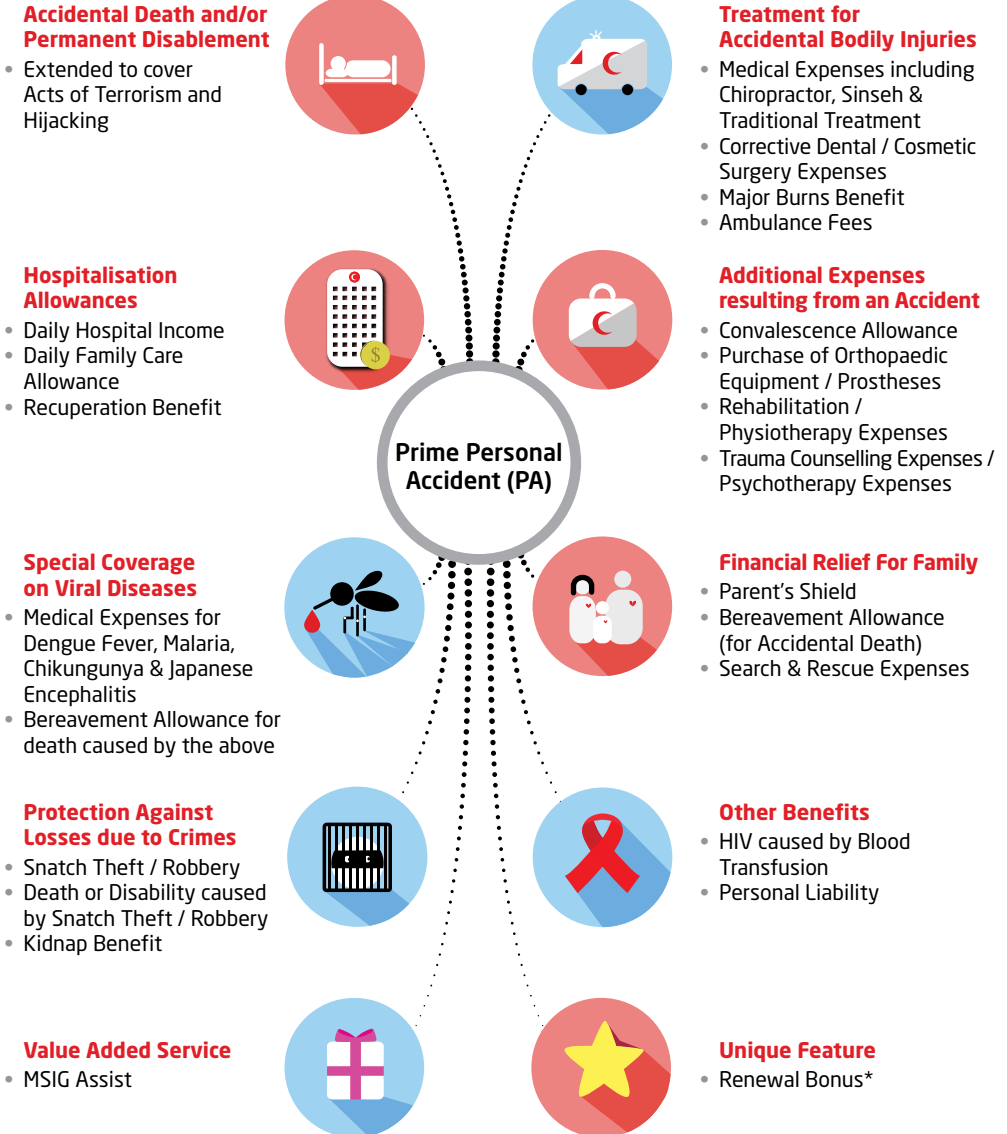 Accidental Death and/or
Permanent Disablement
• Extended to cover
Acts of Terrorism and
Hijacking
Treatment for
Accidental Bodily Injuries
• Medical Expenses including
Chiropractor, Sinseh &
Traditional Treatment
• Corrective Dental / Cosmetic
Surgery Expenses
• Major Burns Benefit
• Ambulance Fees
Hospitalisation
Allowances
• Daily Hospital Income
• Daily Family Care
Allowance
• Recuperation Benefit
$
Additional Expenses
resulting from an Accident
• Convalescence Allowance
• Purchase of Orthopaedic
Equipment / Prostheses
• Rehabilitation /
Physiotherapy Expenses
• Trauma Counselling Expenses /
Psychotherapy Expenses
Prime Personal
Accident (PA)
Special Coverage
on Viral Diseases
• Medical Expenses for
Dengue Fever, Malaria,
Chikungunya & Japanese
Encephalitis
• Bereavement Allowance for
death caused by the above
Financial Relief For Family
• Parent's Shield
• Bereavement Allowance
(for Accidental Death)
• Search & Rescue Expenses
Protection Against
Losses due to Crimes
• Snatch Theft / Robbery
• Death or Disability caused
by Snatch Theft / Robbery
• Kidnap Benefit
Other Benefits
• HIV caused by Blood
Transfusion
• Personal Liability
Value Added Service
• MSIG Assist
Unique Feature
• Renewal Bonus*